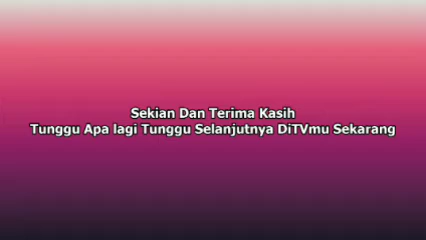 Sekian Dan Terima Kasih
Tunggu Apa lagi Tunggu Selanjutnya DiTVmu Sekarang